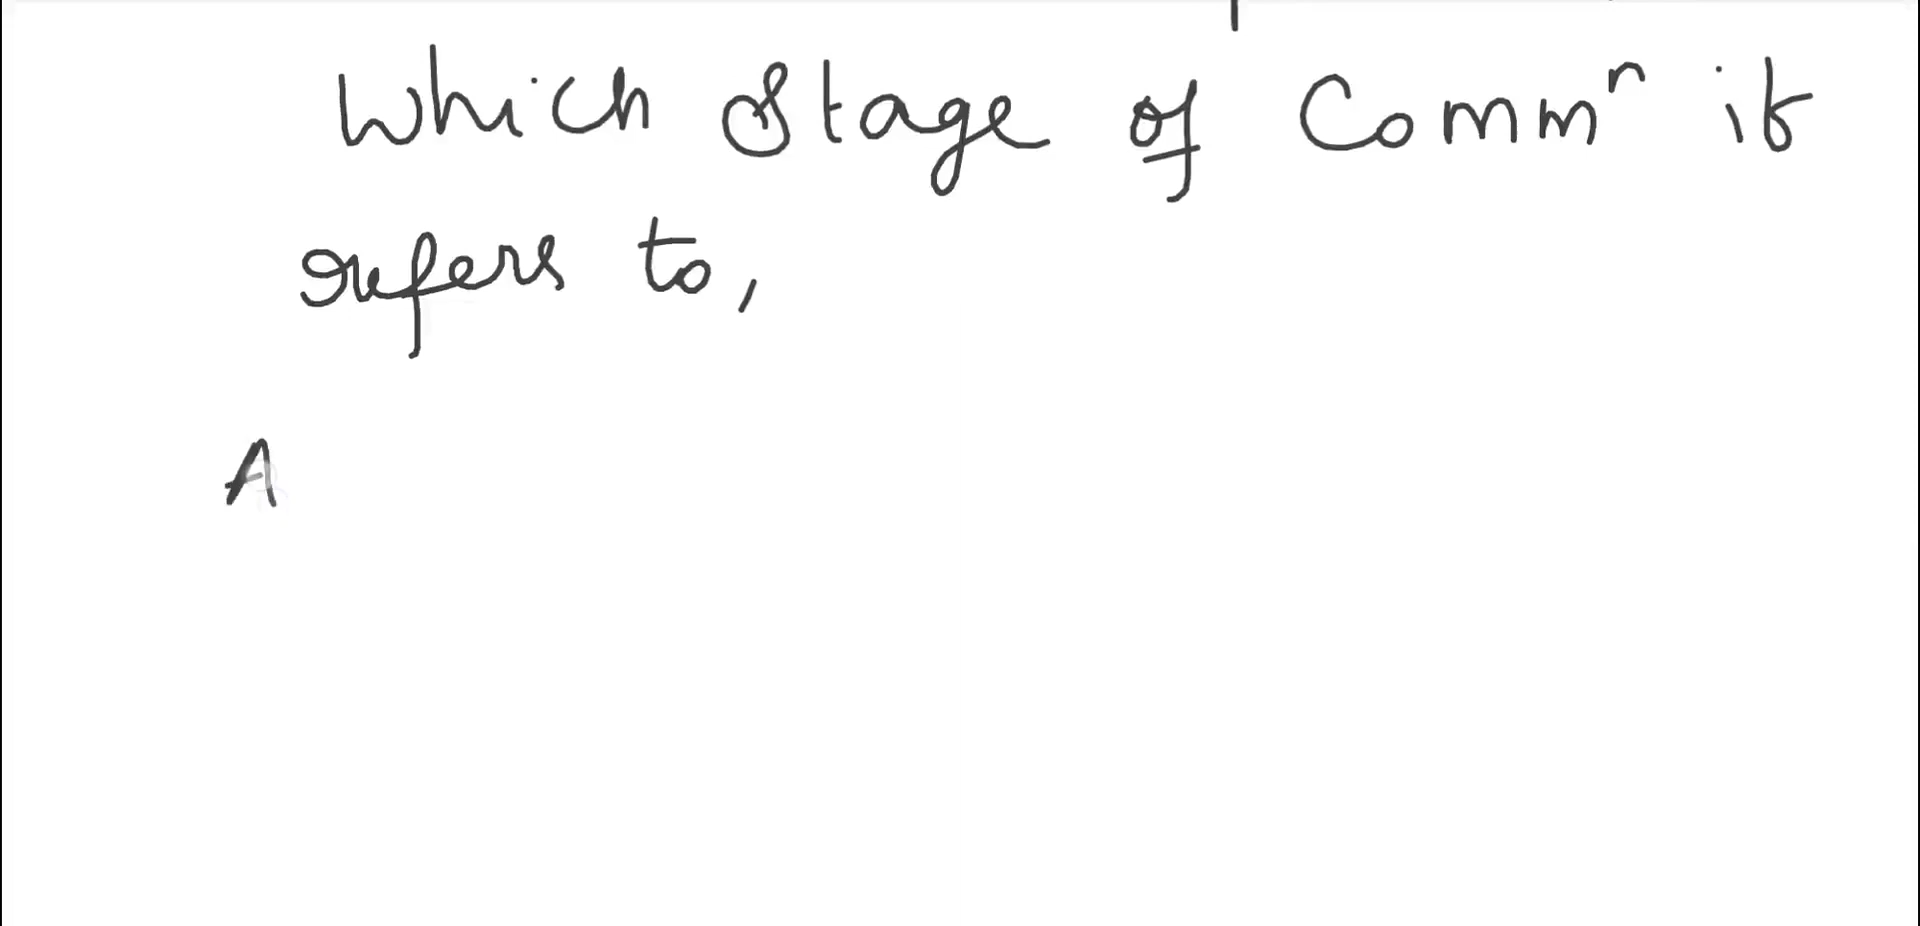 Which Stage of Commⁿ it
refers to,
A